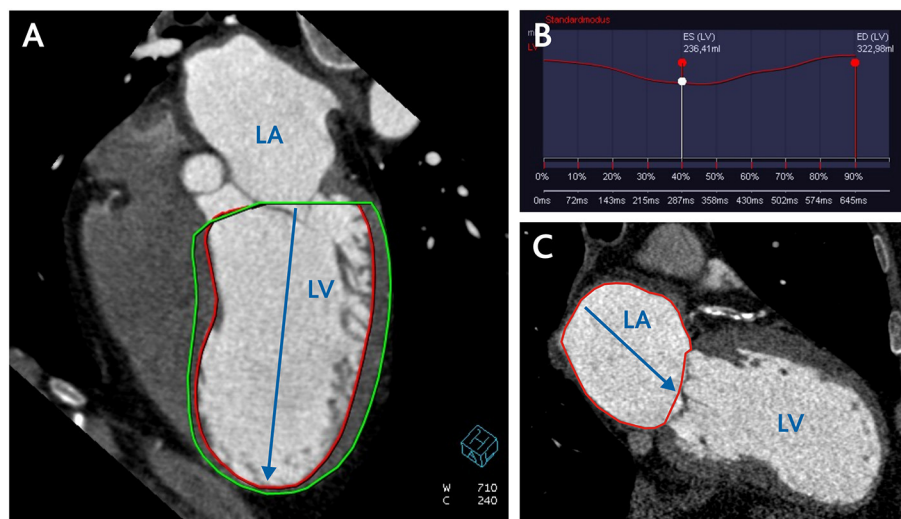 A
LA
LV
W 710
C 240
B
Standardmodus
ES (LV)
236,41ml
ED (LV)
322,98ml
0% 10% 20% 30% 40% 50% 60% 70% 80% 90%
0ms 72ms 143ms 215ms 287ms 358ms 430ms 502ms 574ms 645ms
C
LA
LV